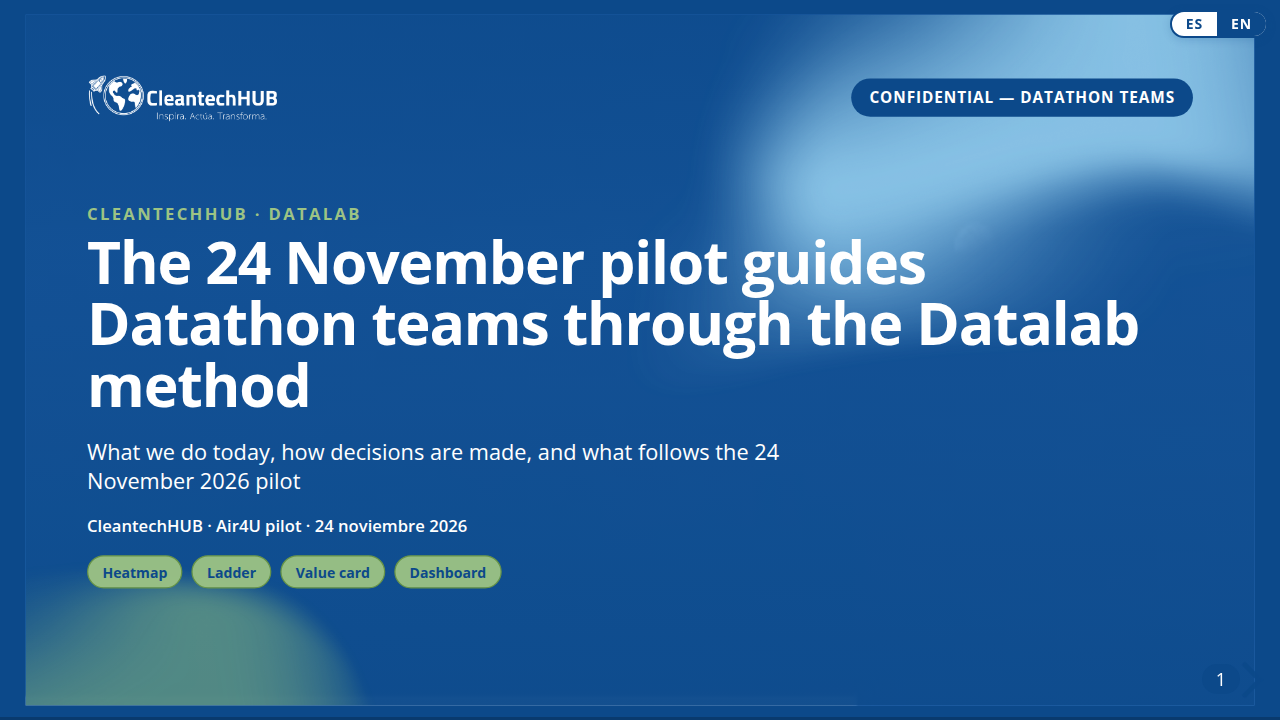 ES EN
CleantechHUB
Inspira. Actúa. Transforma.
CONFIDENTIAL — DATATHON TEAMS
CLEANTECHHUB · DATALAB
The 24 November pilot guides
Datathon teams through the Datalab
method
What we do today, how decisions are made, and what follows the 24
November 2026 pilot
CleantechHUB · Air4U pilot · 24 noviembre 2026
Heatmap Ladder Value card Dashboard
1